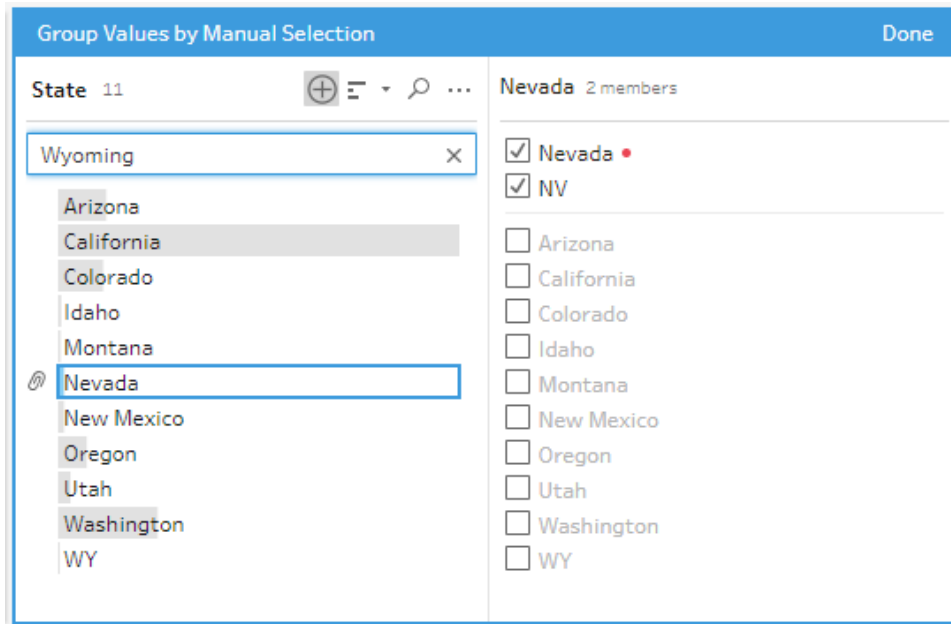 Group Values by Manual Selection Done
State 11
Wyoming
Arizona
California
Colorado
Idaho
Montana
Nevada
New Mexico
Oregon
Utah
Washington
WY
Nevada 2 members
Nevada
NV
Arizona
California
Colorado
Idaho
Montana
New Mexico
Oregon
Utah
Washington
WY